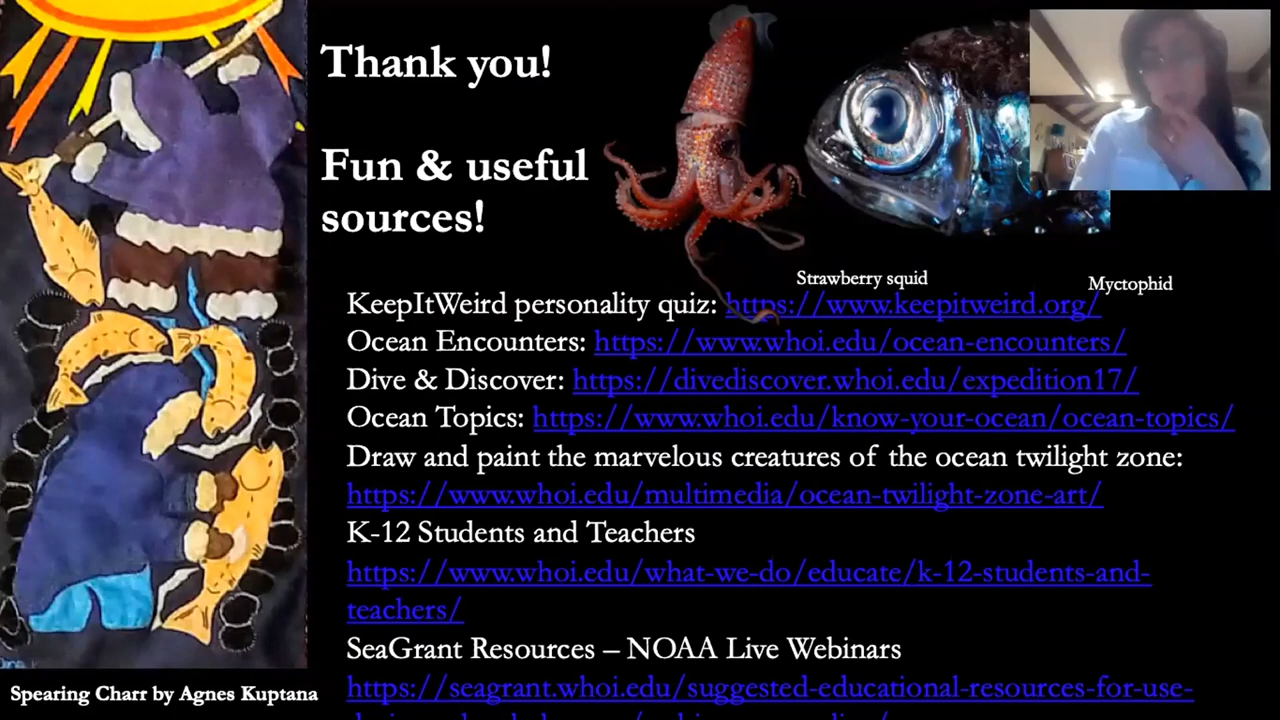 Thank you!
Fun & useful
sources!
Strawberry squid
Myctophid
KeepItWeird personality quiz: https://www.keepitweird.org/
Ocean Encounters: https://www.whoi.edu/ocean-encounters/
Dive & Discover: https://divediscover.whoi.edu/expedition17/
Ocean Topics: https://www.whoi.edu/know-your-ocean/ocean-topics/
Draw and paint the marvelous creatures of the ocean twilight zone:
https://www.whoi.edu/multimedia/ocean-twilight-zone-art/
K-12 Students and Teachers
https://www.whoi.edu/what-we-do/educate/k-12-students-and-
teachers/
SeaGrant Resources – NOAA Live Webinars
https://seagrant.whoi.edu/suggested-educational-resources-for-use-
Spearing Charr by Agnes Kuptana